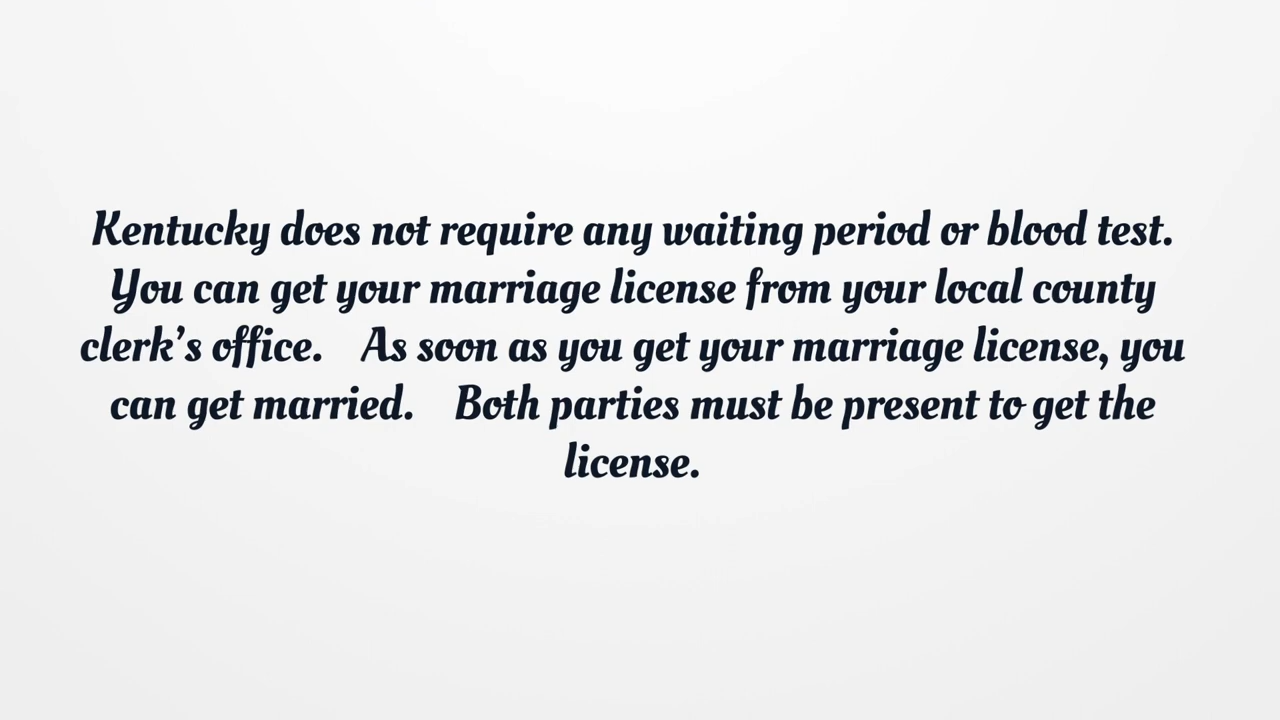 Kentucky does not require any waiting period or blood test.
You can get your marriage license from your local county
clerk’s office. As soon as you get your marriage license, you
can get married. Both parties must be present to get the
license.